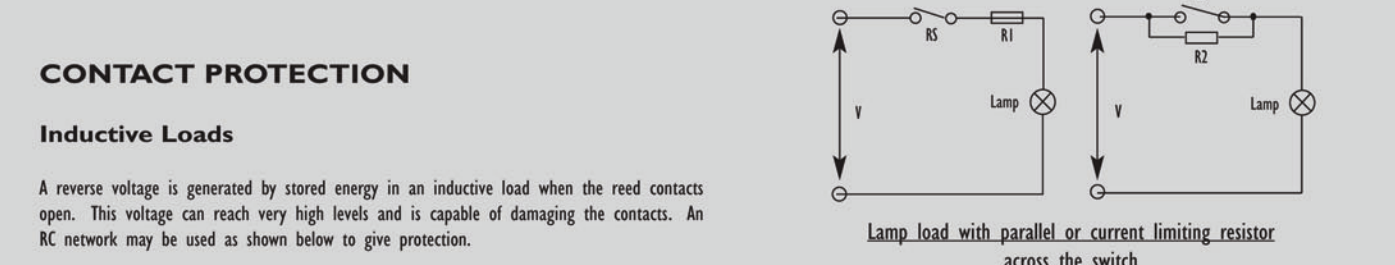 CONTACT PROTECTION
Inductive Loads
A reverse voltage is generated by stored energy in an inductive load when the reed contacts
open. This voltage can reach very high levels and is capable of damaging the contacts. An
RC network may be used as shown below to give protection.
RS
R1
Lamp
V
R2
Lamp
V
Lamp load with parallel or current limiting resistor
across the switch